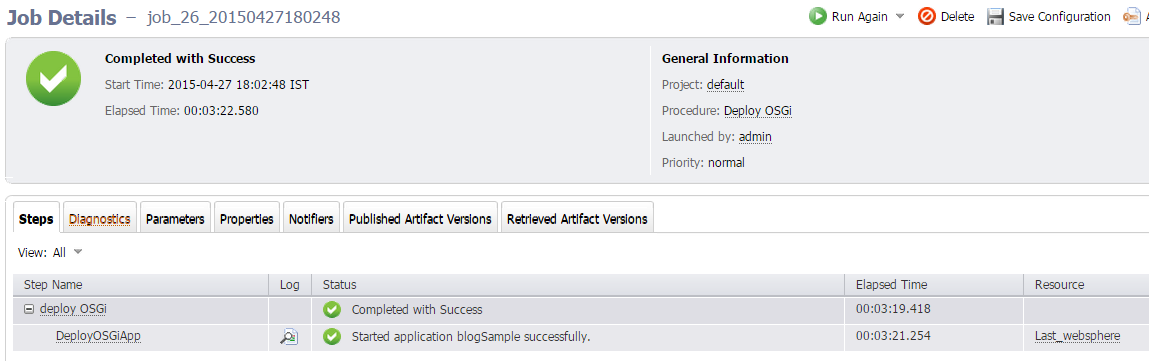 Job Details - job_26_20150427180248
Run Again Delete Save Configuration
Completed with Success
Start Time: 2015-04-27 18:02:48 IST
Elapsed Time: 00:03:22.580
General Information
Project: default
Procedure: Deploy OSGi
Launched by: admin
Priority: normal
Steps Diagnostics Parameters Properties Notifiers Published Artifact Versions Retrieved Artifact Versions
View: All
Step Name Log Status Elapsed Time Resource
deploy OSGi Completed with Success 00:03:19.418
DeployOSGiApp Started application blogSample successfully. 00:03:21.254 Last_websphere